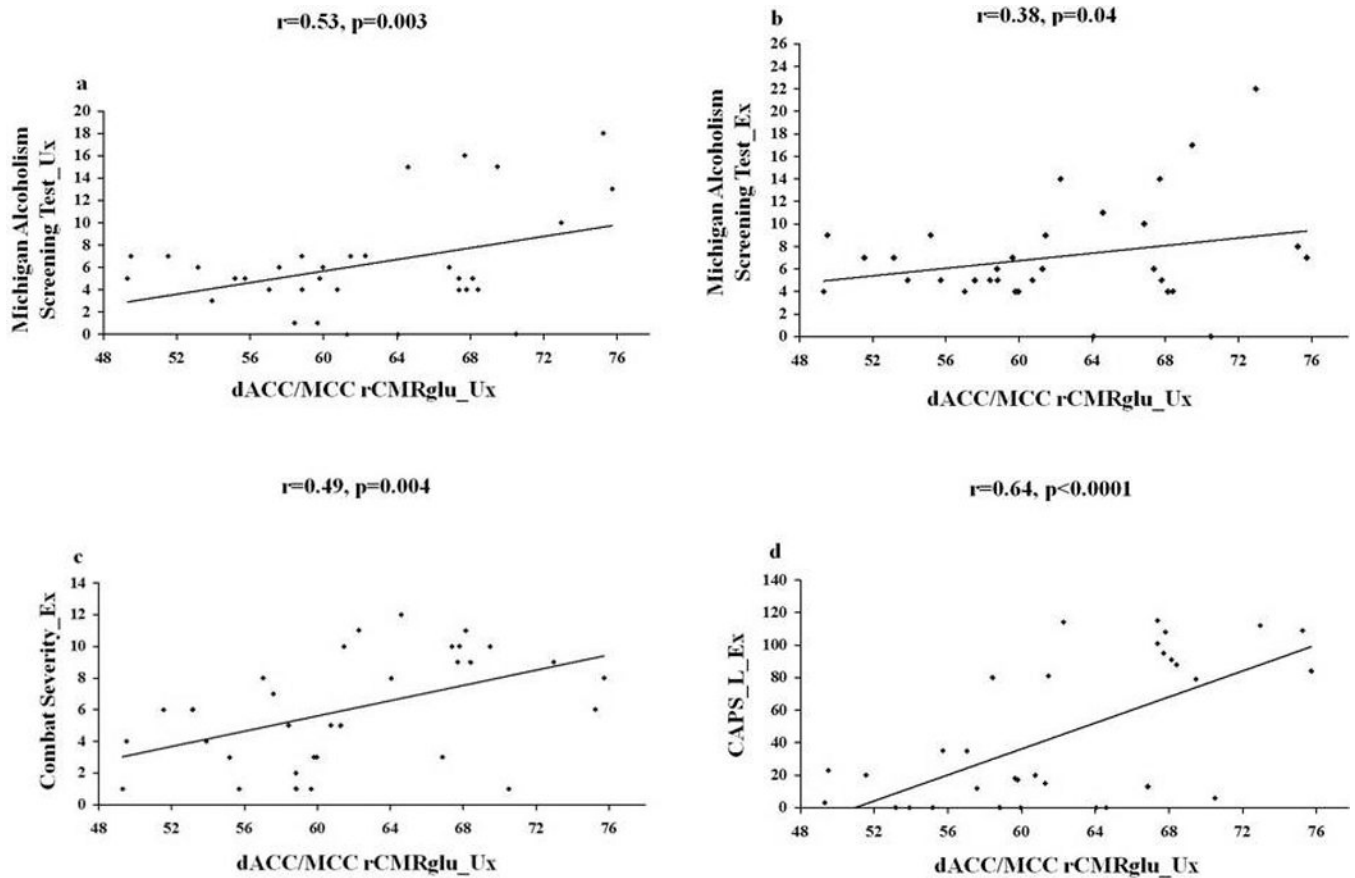 r=0.53, p=0.003
a
Michigan Alcoholism
Screening Test_Ux
20
18
16
14
12
10
8
6
4
2
0
48 52 56 60 64 68 72 76
dACC/MCC rCMRglu_Ux
r=0.38, p=0.04
b
Michigan Alcoholism
Screening Test_Ex
26
24
22
20
18
16
14
12
10
8
6
4
2
0
48 52 56 60 64 68 72 76
dACC/MCC rCMRglu_Ux
r=0.49, p=0.004
c
Combat Severity_Ex
14
12
10
8
6
4
2
0
48 52 56 60 64 68 72 76
dACC/MCC rCMRglu_Ux
r=0.64, p<0.0001
d
CAPS_L_Ex
140
120
100
80
60
40
20
0
48 52 56 60 64 68 72 76
dACC/MCC rCMRglu_Ux